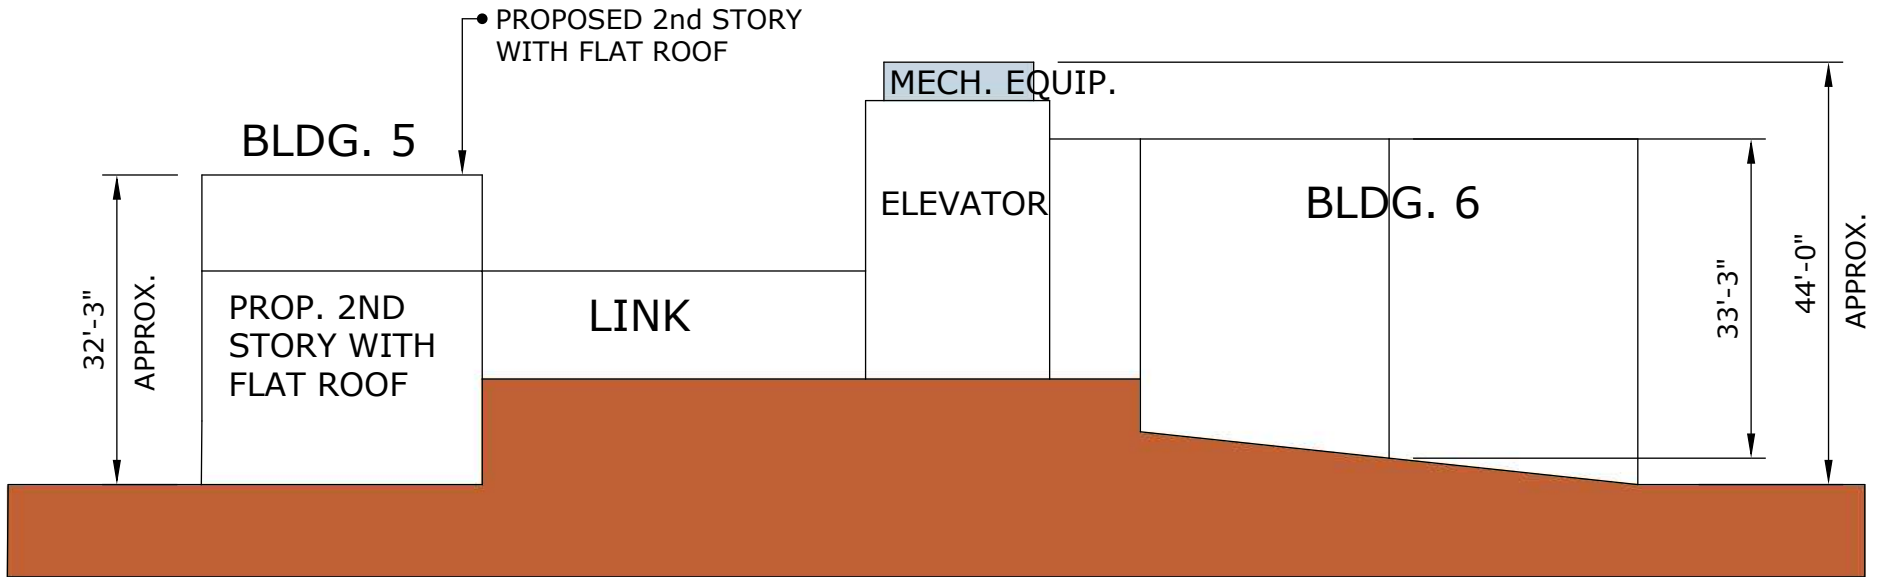 PROPOSED 2nd STORY
WITH FLAT ROOF
MECH. EQUIP.
BLDG. 5
ELEVATOR
BLDG. 6
32'-3"
APPROX.
PROP. 2ND
STORY WITH
FLAT ROOF
LINK
33'-3"
44'-0"
APPROX.